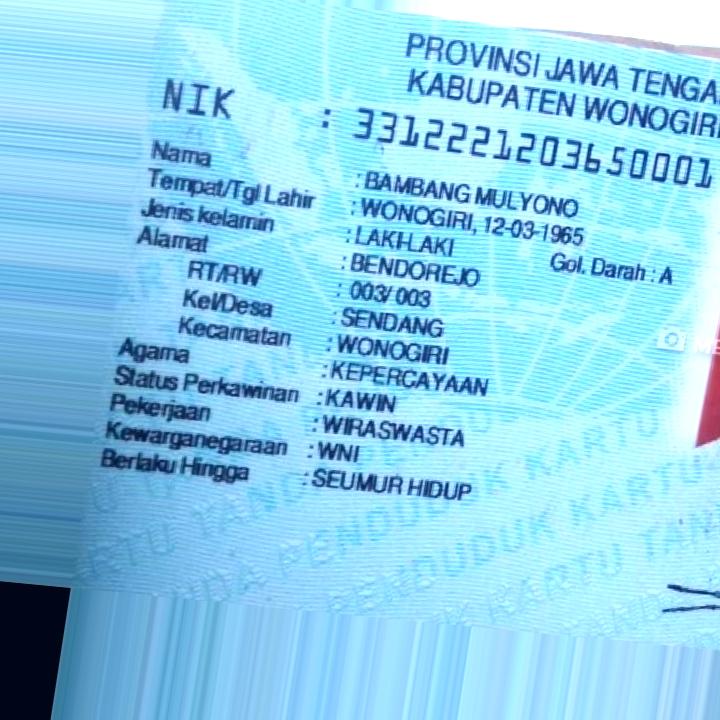 PROVINSI JAWA TENGA
KABUPATEN WONOGIRI
NIK : 3312221203650001
Nama : BAMBANG MULYONO
Tempat/Tgl Lahir : WONOGIRI, 12-03-1965
Jenis kelamin : LAKI-LAKI Gol. Darah : A
Alamat : BENDOREJO
RT/RW : 003/ 003
Kel/Desa : SENDANG
Kecamatan : WONOGIRI
Agama : KEPERCAYAAN
Status Perkawinan : KAWIN
Pekerjaan : WIRASWASTA
Kewarganegaraan : WNI
Berlaku Hingga : SEUMUR HIDUP